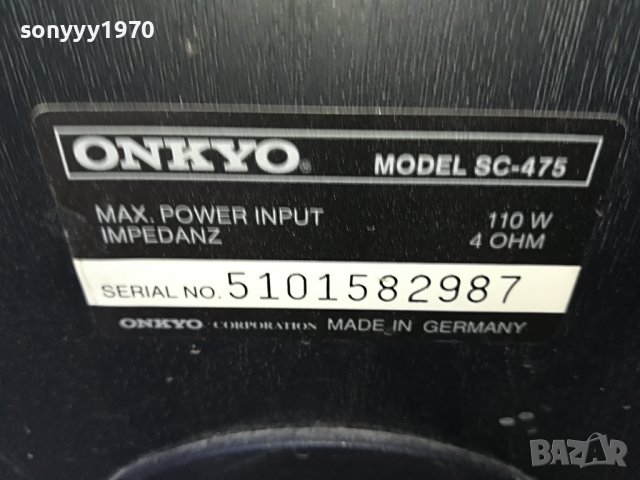 sonyyy1970
ONKYO® MODEL SC-475
MAX. POWER INPUT 110 W
IMPEDANZ 4 OHM
SERIAL NO. 5101582987
ONKYO CORPORATION MADE IN GERMANY
BAZAR